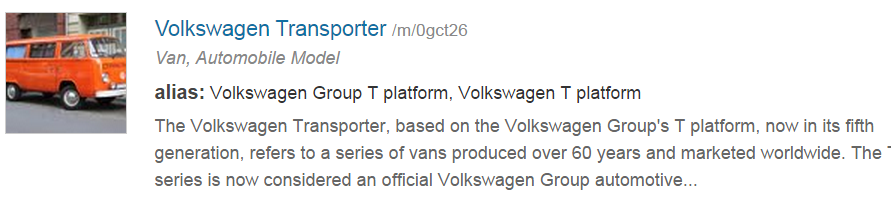 Volkswagen Transporter /m/0gct26
Van, Automobile Model
alias: Volkswagen Group T platform, Volkswagen T platform
The Volkswagen Transporter, based on the Volkswagen Group's T platform, now in its fifth
generation, refers to a series of vans produced over 60 years and marketed worldwide. The T
series is now considered an official Volkswagen Group automotive...